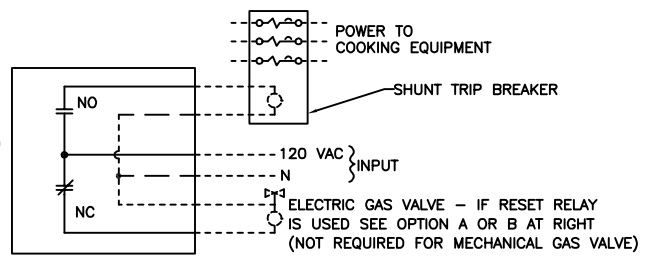 POWER TO
COOKING EQUIPMENT
SHUNT TRIP BREAKER
NO
120 VAC
INPUT
N
NC
ELECTRIC GAS VALVE – IF RESET RELAY
IS USED SEE OPTION A OR B AT RIGHT
(NOT REQUIRED FOR MECHANICAL GAS VALVE)